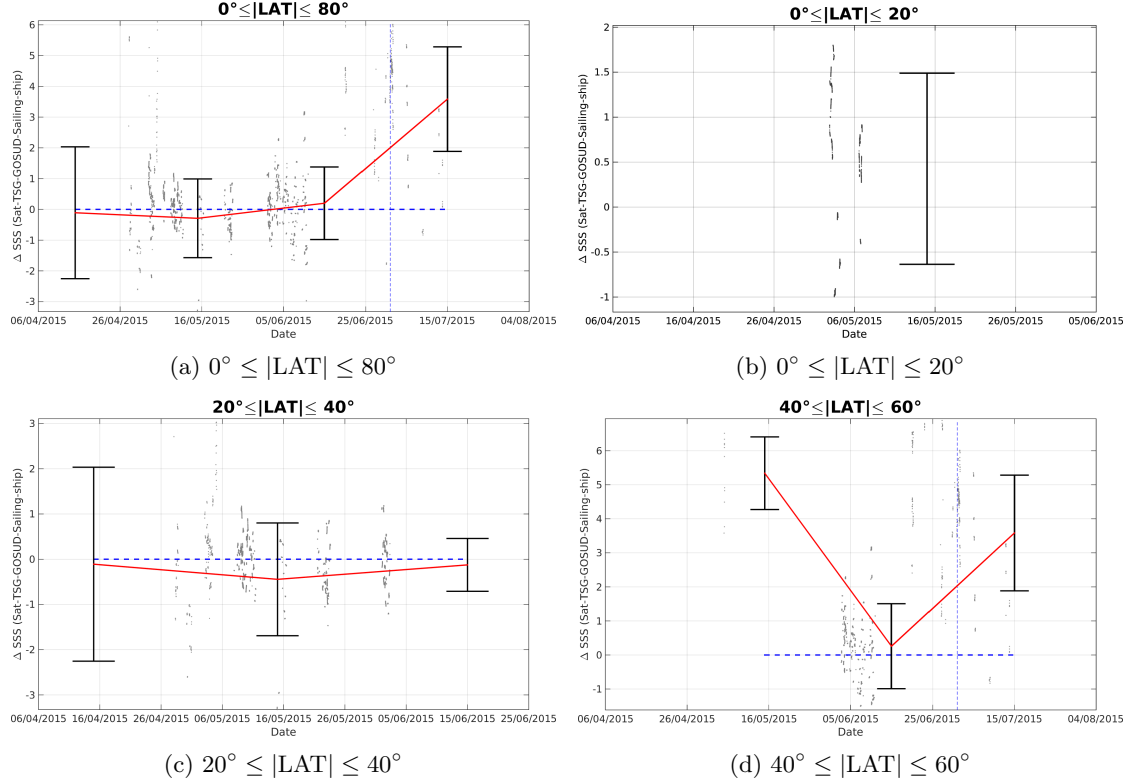 0°≤|LAT|≤ 80°
Δ SSS (Sat-TSG-GOSUD-Sailing-ship)
6
5
4
3
2
1
0
-1
-2
-3
06/04/2015 26/04/2015 16/05/2015 05/06/2015 25/06/2015 15/07/2015 04/08/2015
Date
(a) 0° ≤ |LAT| ≤ 80°
0°≤|LAT|≤ 20°
Δ SSS (Sat-TSG-GOSUD-Sailing-ship)
2
1.5
1
0.5
0
-0.5
-1
06/04/2015 16/04/2015 26/04/2015 06/05/2015 16/05/2015 26/05/2015 05/06/2015
Date
(b) 0° ≤ |LAT| ≤ 20°
20°≤|LAT|≤ 40°
Δ SSS (Sat-TSG-GOSUD-Sailing-ship)
3
2
1
0
-1
-2
-3
06/04/2015 16/04/2015 26/04/2015 06/05/2015 16/05/2015 26/05/2015 05/06/2015 15/06/2015 25/06/2015
Date
(c) 20° ≤ |LAT| ≤ 40°
40°≤|LAT|≤ 60°
Δ SSS (Sat-TSG-GOSUD-Sailing-ship)
6
5
4
3
2
1
0
-1
06/04/2015 26/04/2015 16/05/2015 05/06/2015 25/06/2015 15/07/2015 04/08/2015
Date
(d) 40° ≤ |LAT| ≤ 60°